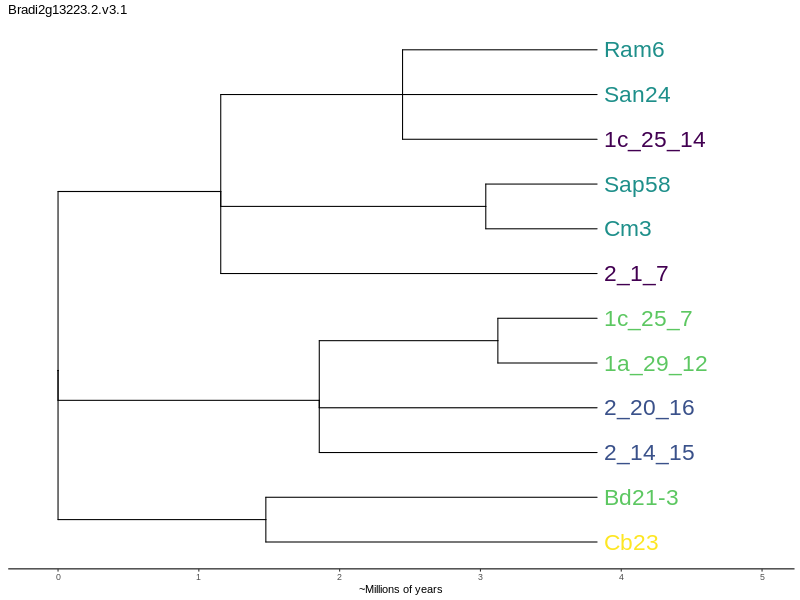 Bradi2g13223.2.v3.1
Ram6
San24
1c_25_14
Sap58
Cm3
2_1_7
1c_25_7
1a_29_12
2_20_16
2_14_15
Bd21-3
Cb23
0 1 2 3 4 5
~Millions of years